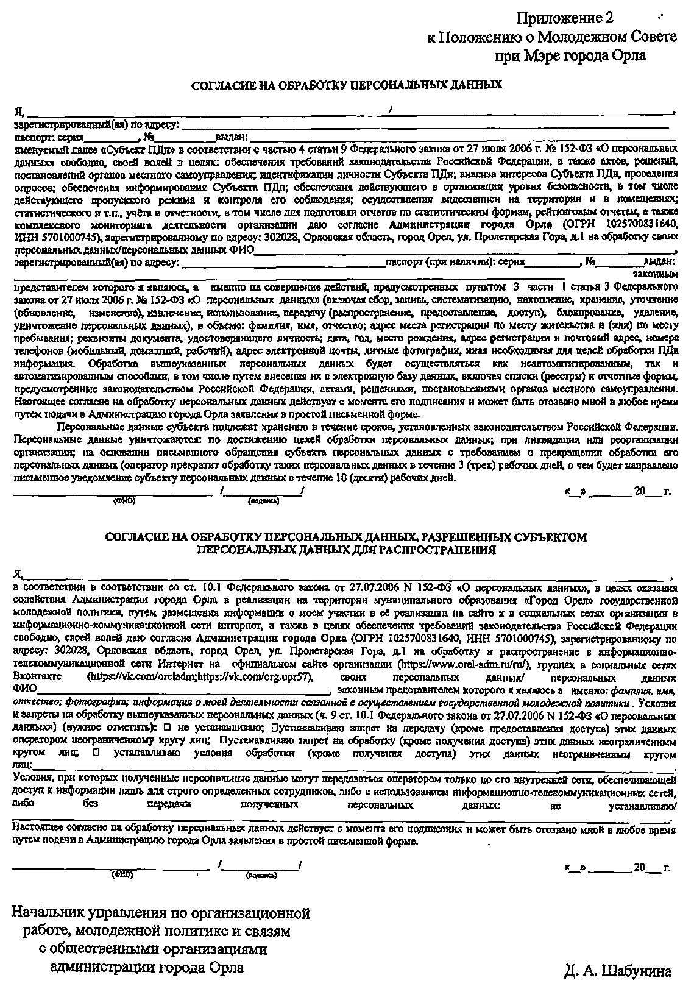 Приложение 2
к Положению о Молодежном Совете
при Мэре города Орла
СОГЛАСИЕ НА ОБРАБОТКУ ПЕРСОНАЛЬНЫХ ДАННЫХ
Я,____/____,
зарегистрированный(ая) по адресу:____
паспорт: серия____, №____выдан:____
именуемый далее «Субъект ПДн» в соответствии с частью 4 статьи 9 Федерального закона от 27 июля 2006 г. № 152-ФЗ «О персональных
данных» свободно, своей волей в целях: обеспечения требований законодательства Российской Федерации, а также актов, решений,
постановлений органов местного самоуправления; идентификации личности Субъекта ПДн; анализа интересов Субъекта ПДн, проведения
опросов; обеспечения информирования Субъекта ПДн; обеспечения действующего в организации уровня безопасности, в том числе
действующего пропускного режима и контроля его соблюдения; осуществления видеозаписи на территории и в помещениях;
статистического и т.п., учёта и отчетности, в том числе для подготовки отчетов по статистическим формам, рейтинговым отчетам, а также
комплексного мониторинга деятельности организации даю согласие Администрации города Орла (ОГРН 1025700831640,
ИНН 5701000745), зарегистрированному по адресу: 302028, Орловская область, город Орел, ул. Пролетарская Гора, д.1 на обработку своих
персональных данных/персональных данных ФИО____,
зарегистрированный(ая) по адресу:____паспорт (при наличии): серия____, №____выдан:
____ законным
представителем которого я являюсь, а именно на совершение действий, предусмотренных пунктом 3 части 1 статьи 3 Федерального
закона от 27 июля 2006 г. № 152-ФЗ «О персональных данных» (включая сбор, запись, систематизацию, накопление, хранение, уточнение
(обновление, изменение), извлечение, использование, передачу (распространение, предоставление, доступ), блокирование, удаление,
уничтожение персональных данных), в объеме: фамилия, имя, отчество; адрес места регистрации по месту жительства и (или) по месту
пребывания; реквизиты документа, удостоверяющего личность; дата, год, место рождения, адрес регистрации и почтовый адрес, номера
телефонов (мобильный, домашний, рабочий), адрес электронной почты, личные фотографии, иная необходимая для целей обработки ПДн
информация. Обработка вышеуказанных персональных данных будет осуществляться как неавтоматизированным, так и
автоматизированным способами, в том числе путем внесения их в электронную базу данных, включая списки (реестры) и отчетные формы,
предусмотренные законодательством Российской Федерации, актами, решениями, постановлениями органов местного самоуправления.
Настоящее согласие на обработку персональных данных действует с момента его подписания и может быть отозвано мной в любое время
путем подачи в Администрацию города Орла заявления в простой письменной форме.
Персональные данные субъекта подлежат хранению в течение сроков, установленных законодательством Российской Федерации.
Персональные данные уничтожаются: по достижению целей обработки персональных данных; при ликвидации или реорганизации
организации; на основании письменного обращения субъекта персональных данных с требованием о прекращении обработки его
персональных данных (оператор прекратит обработку таких персональных данных в течение 3 (трех) рабочих дней, о чем будет направлено
письменное уведомление субъекту персональных данных в течение 10 (десяти) рабочих дней.
____ /____/ «__»____20__ г.
(ФИО) (подпись)
СОГЛАСИЕ НА ОБРАБОТКУ ПЕРСОНАЛЬНЫХ ДАННЫХ, РАЗРЕШЕННЫХ СУБЪЕКТОМ
ПЕРСОНАЛЬНЫХ ДАННЫХ ДЛЯ РАСПРОСТРАНЕНИЯ
Я,____,
в соответствии в соответствии со ст. 10.1 Федерального закона от 27.07.2006 N 152-ФЗ «О персональных данных», в целях оказания
содействия Администрации города Орла в реализации на территории муниципального образования «Город Орел» государственной
молодежной политики, путем размещения информации о моем участии в её реализации на сайте и в социальных сетях организации в
информационно-коммуникационной сети интернет, а также в целях обеспечения требований законодательства Российской Федерации
свободно, своей волей даю согласие Администрации города Орла (ОГРН 1025700831640, ИНН 5701000745), зарегистрированному по
адресу: 302028, Орловская область, город Орел, ул. Пролетарская Гора, д.1 на обработку и распространение в информационно-
телекоммуникационной сети Интернет на официальном сайте организации (https://www.orel-adm.ru/ru/), группах в социальных сетях
Вконтакте (https://vk.com/oreladm;https://vk.com/org.upr57), своих персональных данных/ персональных данных
ФИО____, законным представителем которого я являюсь а именно: фамилия, имя,
отчество; фотографии; информация о моей деятельности связанной с осуществлением государственной молодежной политики. Условия
и запреты на обработку вышеуказанных персональных данных (ч. 9 ст. 10.1 Федерального закона от 27.07.2006 N 152-ФЗ «О персональных
данных») (нужное отметить): □ не устанавливаю; □устанавливаю запрет на передачу (кроме предоставления доступа) этих данных
оператором неограниченному кругу лиц; □устанавливаю запрет на обработку (кроме получения доступа) этих данных неограниченным
кругом лиц; □ устанавливаю условия обработки (кроме получения доступа) этих данных неограниченным кругом
лиц:____.
Условия, при которых полученные персональные данные могут передаваться оператором только по его внутренней сети, обеспечивающей
доступ к информации лишь для строго определенных сотрудников, либо с использованием информационно-телекоммуникационных сетей,
либо без передачи полученных персональных данных: не устанавливаю/
____.
Настоящее согласие на обработку персональных данных действует с момента его подписания и может быть отозвано мной в любое время
путем подачи в Администрацию города Орла заявления в простой письменной форме.
____ /____/ «__»____20__ г.
(ФИО) (подпись)
Начальник управления по организационной
работе, молодежной политике и связям
с общественными организациями
администрации города Орла Д. А. Шабунина